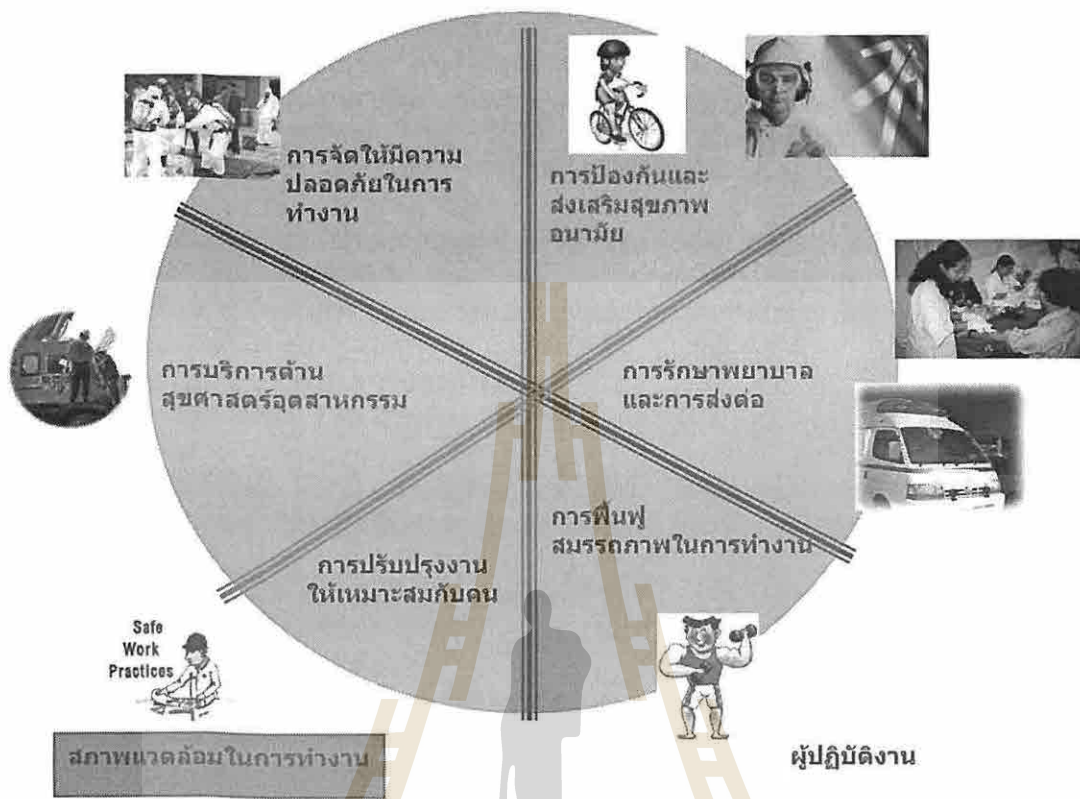 การจัดให้มีความ
ปลอดภัยในการ
ทำงาน
การป้องกันและ
ส่งเสริมสุขภาพ
อนามัย
การบริการด้าน
สุขศาสตร์อุตสาหกรรม
การรักษาพยาบาล
และการส่งต่อ
การปรับปรุงงาน
ให้เหมาะสมกับคน
การฟื้นฟู
สมรรถภาพในการทำงาน
Safe
Work
Practices
สภาพแวดล้อมในการทำงาน
ผู้ปฏิบัติงาน